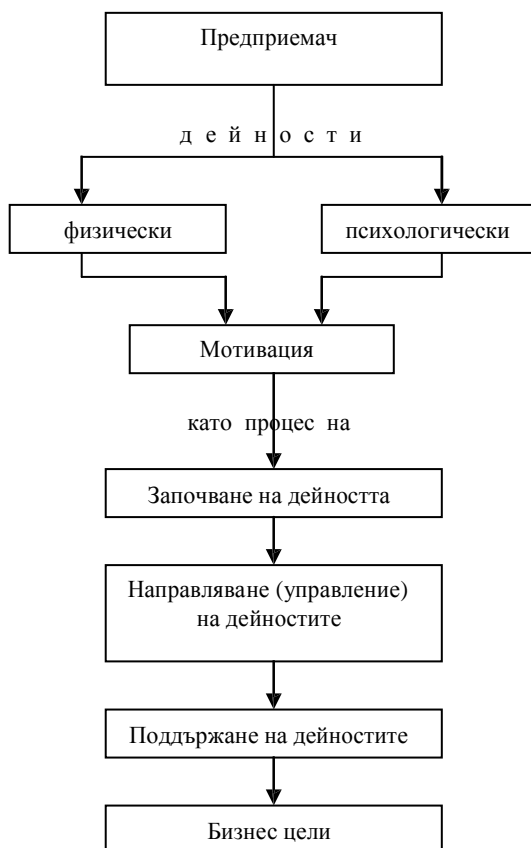 Предприемач
д е й н о с т и
физически
психологически
Мотивация
като процес на
Започване на дейността
Направляване (управление)
на дейностите
Поддържане на дейностите
Бизнес цели